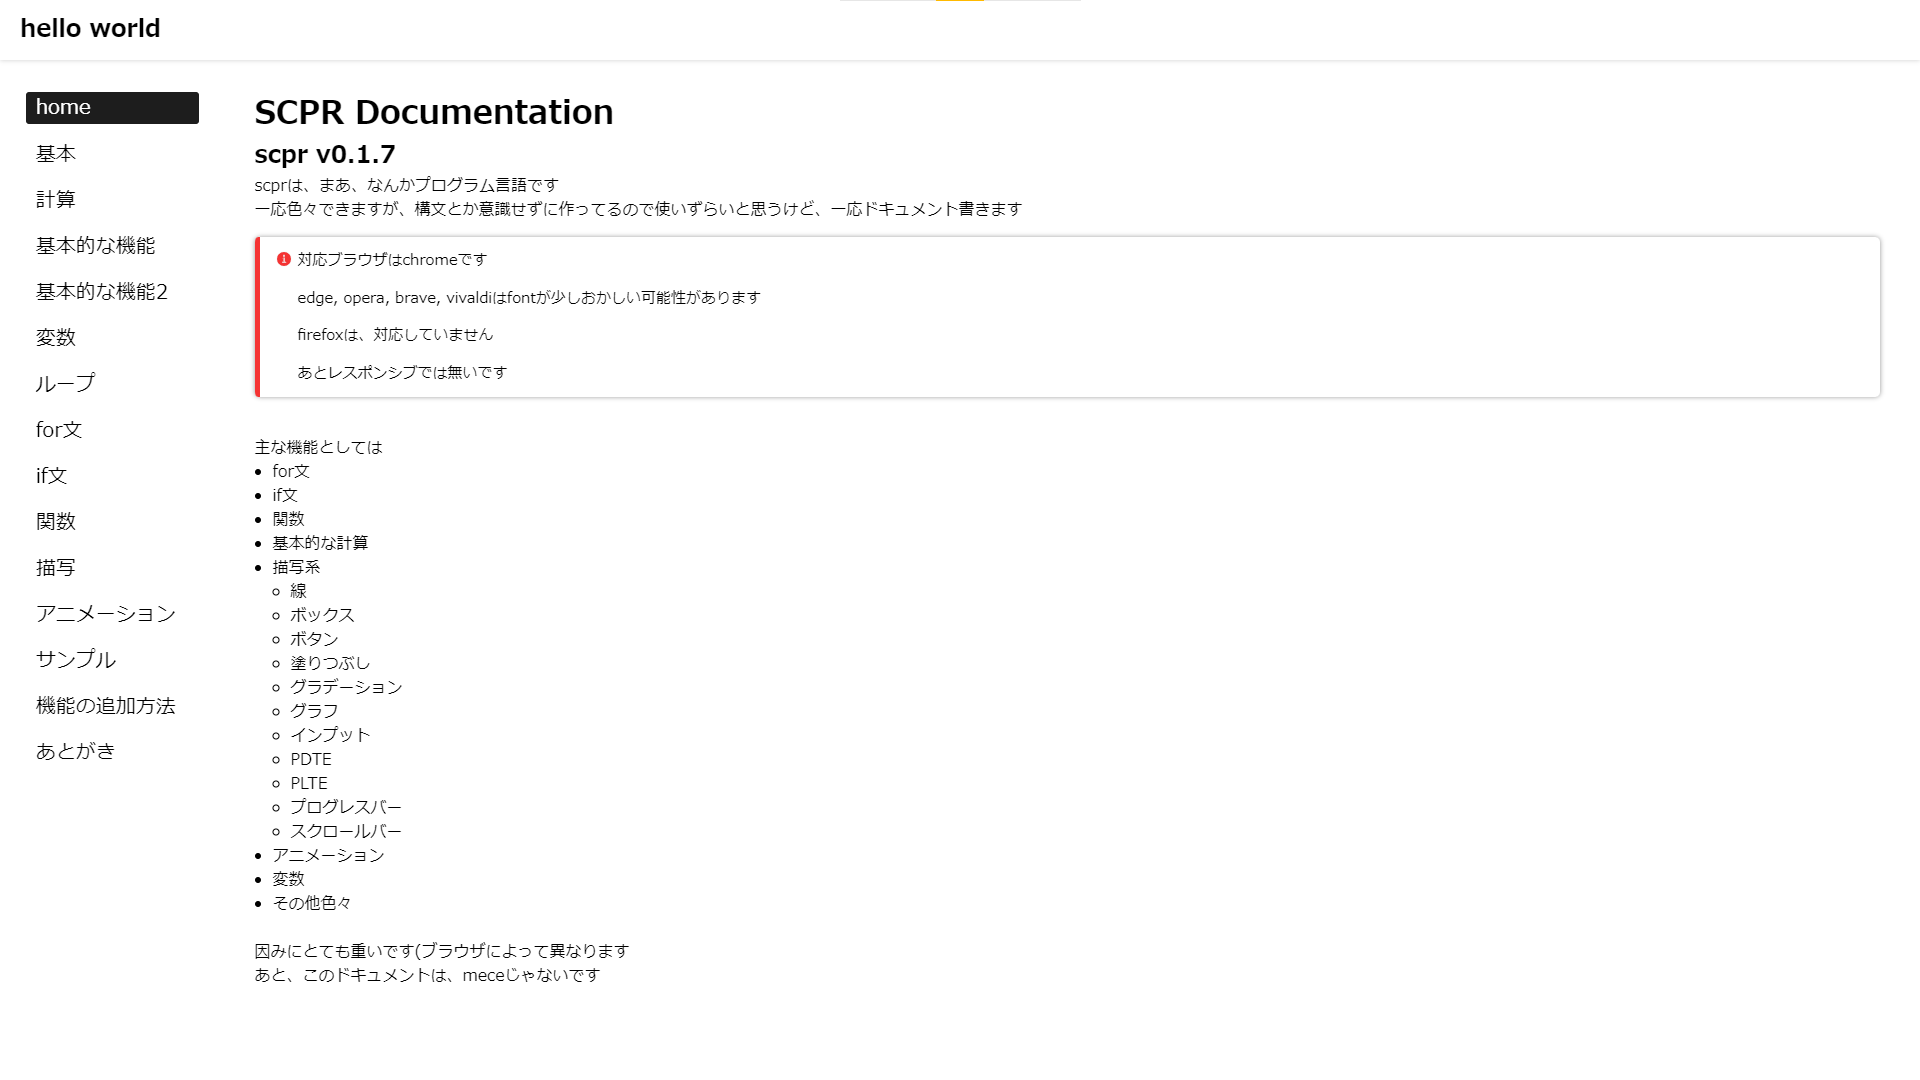 hello world
home
基本
計算
基本的な機能
基本的な機能2
変数
ループ
for文
if文
関数
描写
アニメーション
サンプル
機能の追加方法
あとがき
SCPR Documentation
scpr v0.1.7
scprは、まあ、なんかプログラム言語です
一応色々できますが、構文とか意識せずに作ってるので使いずらいと思うけど、一応ドキュメント書きます
対応ブラウザはchromeです
edge, opera, brave, vivaldiはfontが少しおかしい可能性があります
firefoxは、対応していません
あとレスポンシブでは無いです
主な機能としては
for文
if文
関数
基本的な計算
描写系
線
ボックス
ボタン
塗りつぶし
グラデーション
グラフ
インプット
PDTE
PLTE
プログレスバー
スクロールバー
アニメーション
変数
その他色々
因みにとても重いです(ブラウザによって異なります
あと、このドキュメントは、meceじゃないです